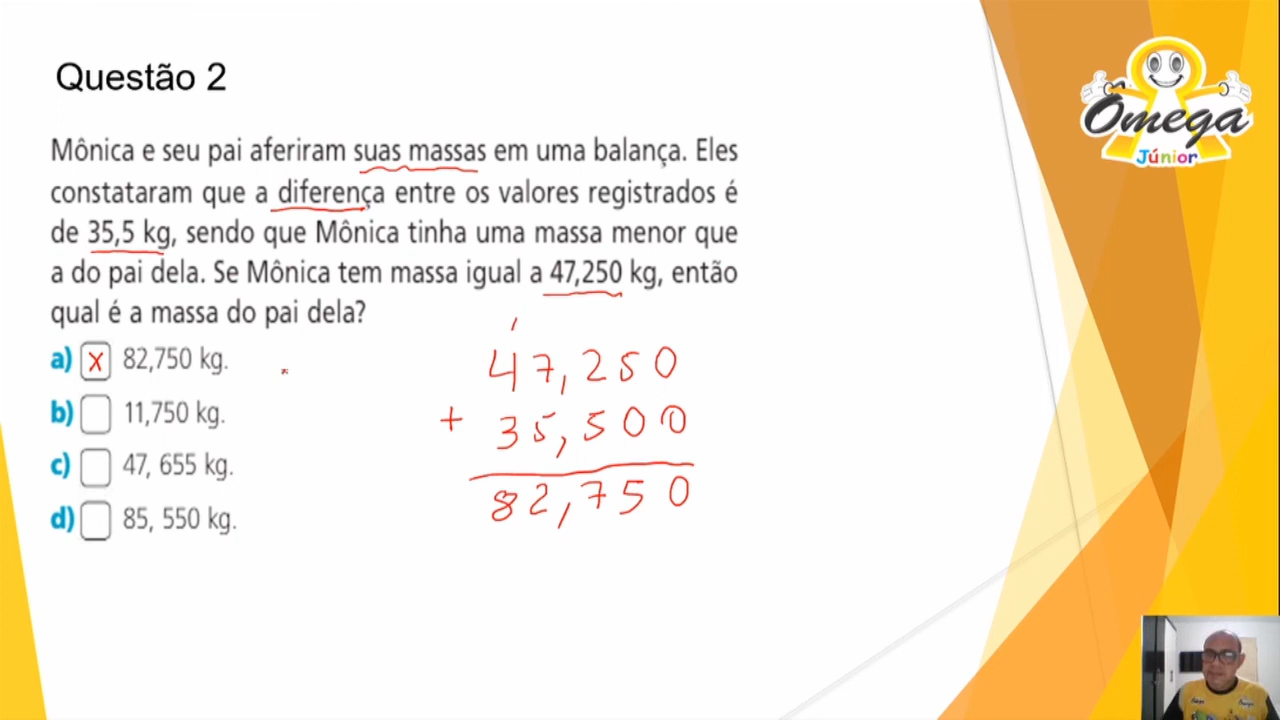 Questão 2
Ômega
Júnior
Mônica e seu pai aferiram suas massas em uma balança. Eles
constataram que a diferença entre os valores registrados é
de 35,5 kg, sendo que Mônica tinha uma massa menor que
a do pai dela. Se Mônica tem massa igual a 47,250 kg, então
qual é a massa do pai dela?
a) x 82,750 kg.
b) 11,750 kg.
c) 47, 655 kg.
d) 85, 550 kg.
1
47,250
+ 35,500
82,750